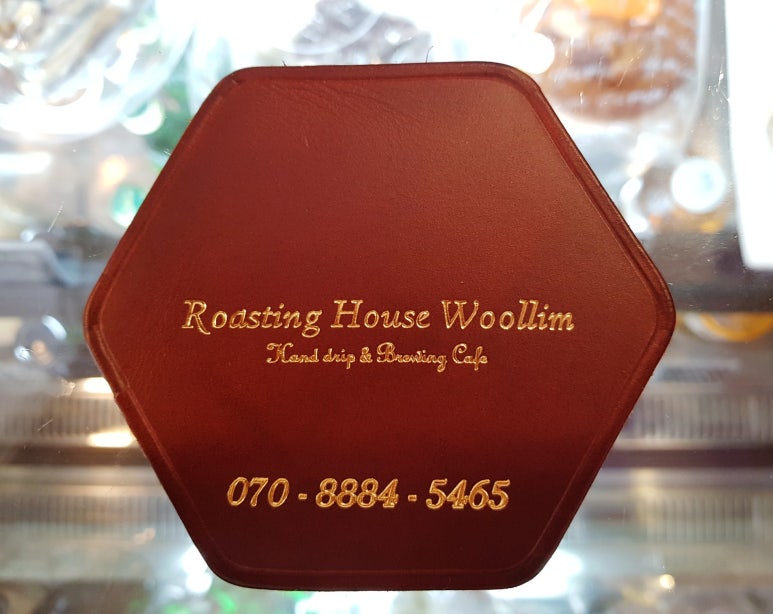 Roasting House Woollim
Hand drip & Brewing Cafe
070 - 8884 - 5465